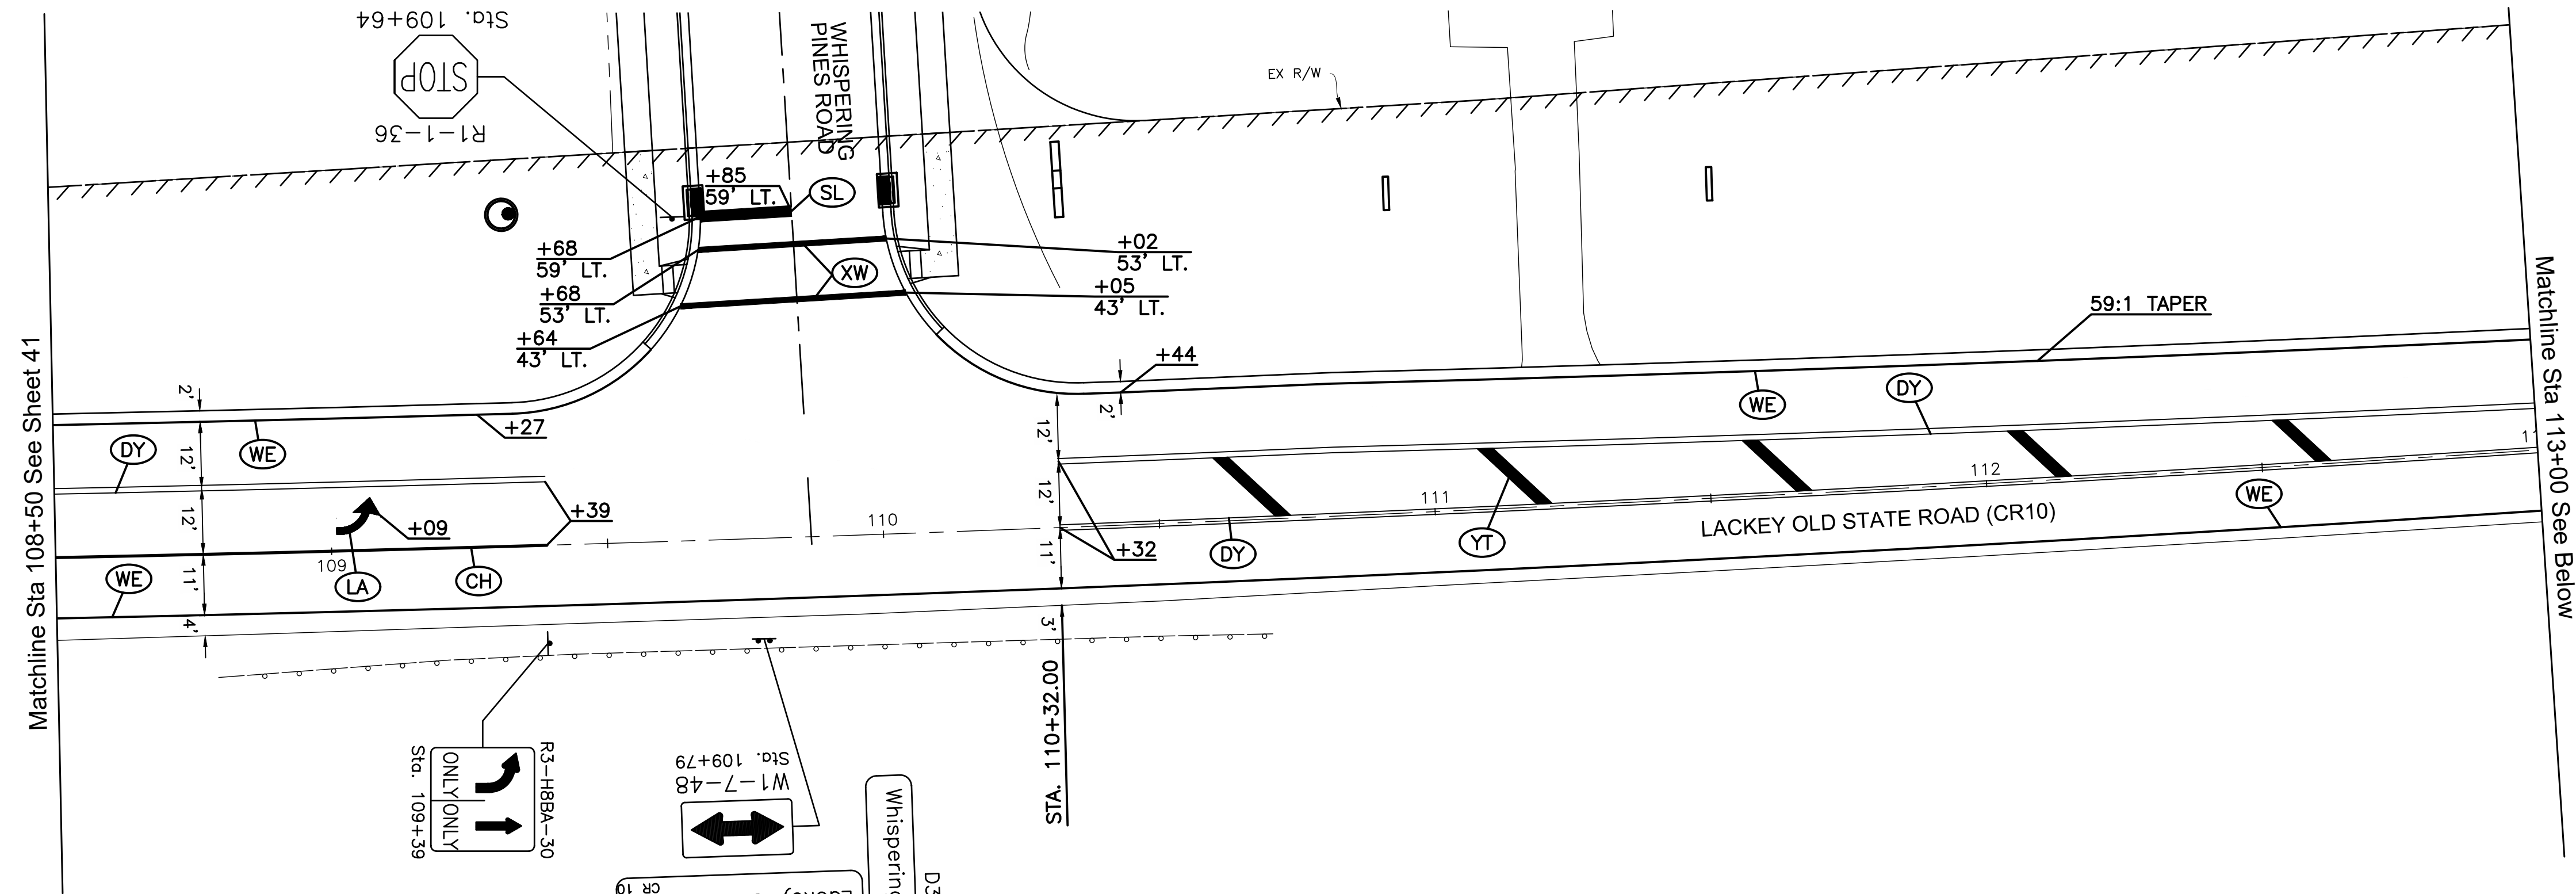 Sta. 109+64
STOP
R1-1-36
WHISPERING
PINES ROAD
EX R/W
+85
59' LT.
SL
+68
59' LT.
+68
53' LT.
+64
43' LT.
XW
+02
53' LT.
+05
43' LT.
+44
59:1 TAPER
Matchline Sta 108+50 See Sheet 41
Matchline Sta 113+00 See Below
2'
12'
12'
11'
4'
DY
WE
+27
WE
+09
109
LA
CH
+39
110
2'
12'
12'
11'
3'
+32
DY
111
YT
WE
DY
112
WE
LACKEY OLD STATE ROAD (CR10)
STA. 110+32.00
R3-H8BA-30
ONLY ONLY
Sta. 109+39
Sta. 109+79
W1-7-48
CR 10